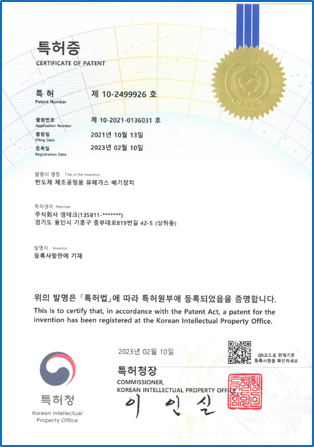 특허증
CERTIFICATE OF PATENT
특 허 제 10-2499926 호
Patent Number
출원번호 제 10-2021-0136031 호
Application Number
출원일 2021년 10월 13일
Filing Date
등록일 2023년 02월 10일
Registration Date
발명의 명칭 Title of the Invention
반도체 제조공정용 유해가스 배기장치
특허권자 Patentee
주식회사 영테크(135811-*******)
경기도 용인시 기흥구 중부대로819번길 42-5 (상하동)
발명자 Inventor
등록사항란에 기재
위의 발명은 「특허법」에 따라 특허원부에 등록되었음을 증명합니다.
This is to certify that, in accordance with the Patent Act, a patent for the
invention has been registered at the Korean Intellectual Property Office.
2023년 02월 10일
QR코드로 현재기준
등록사항을 확인하세요
특허청장
COMMISSIONER,
KOREAN INTELLECTUAL PROPERTY OFFICE
이 인 실
특허청
Korean Intellectual
Property Office